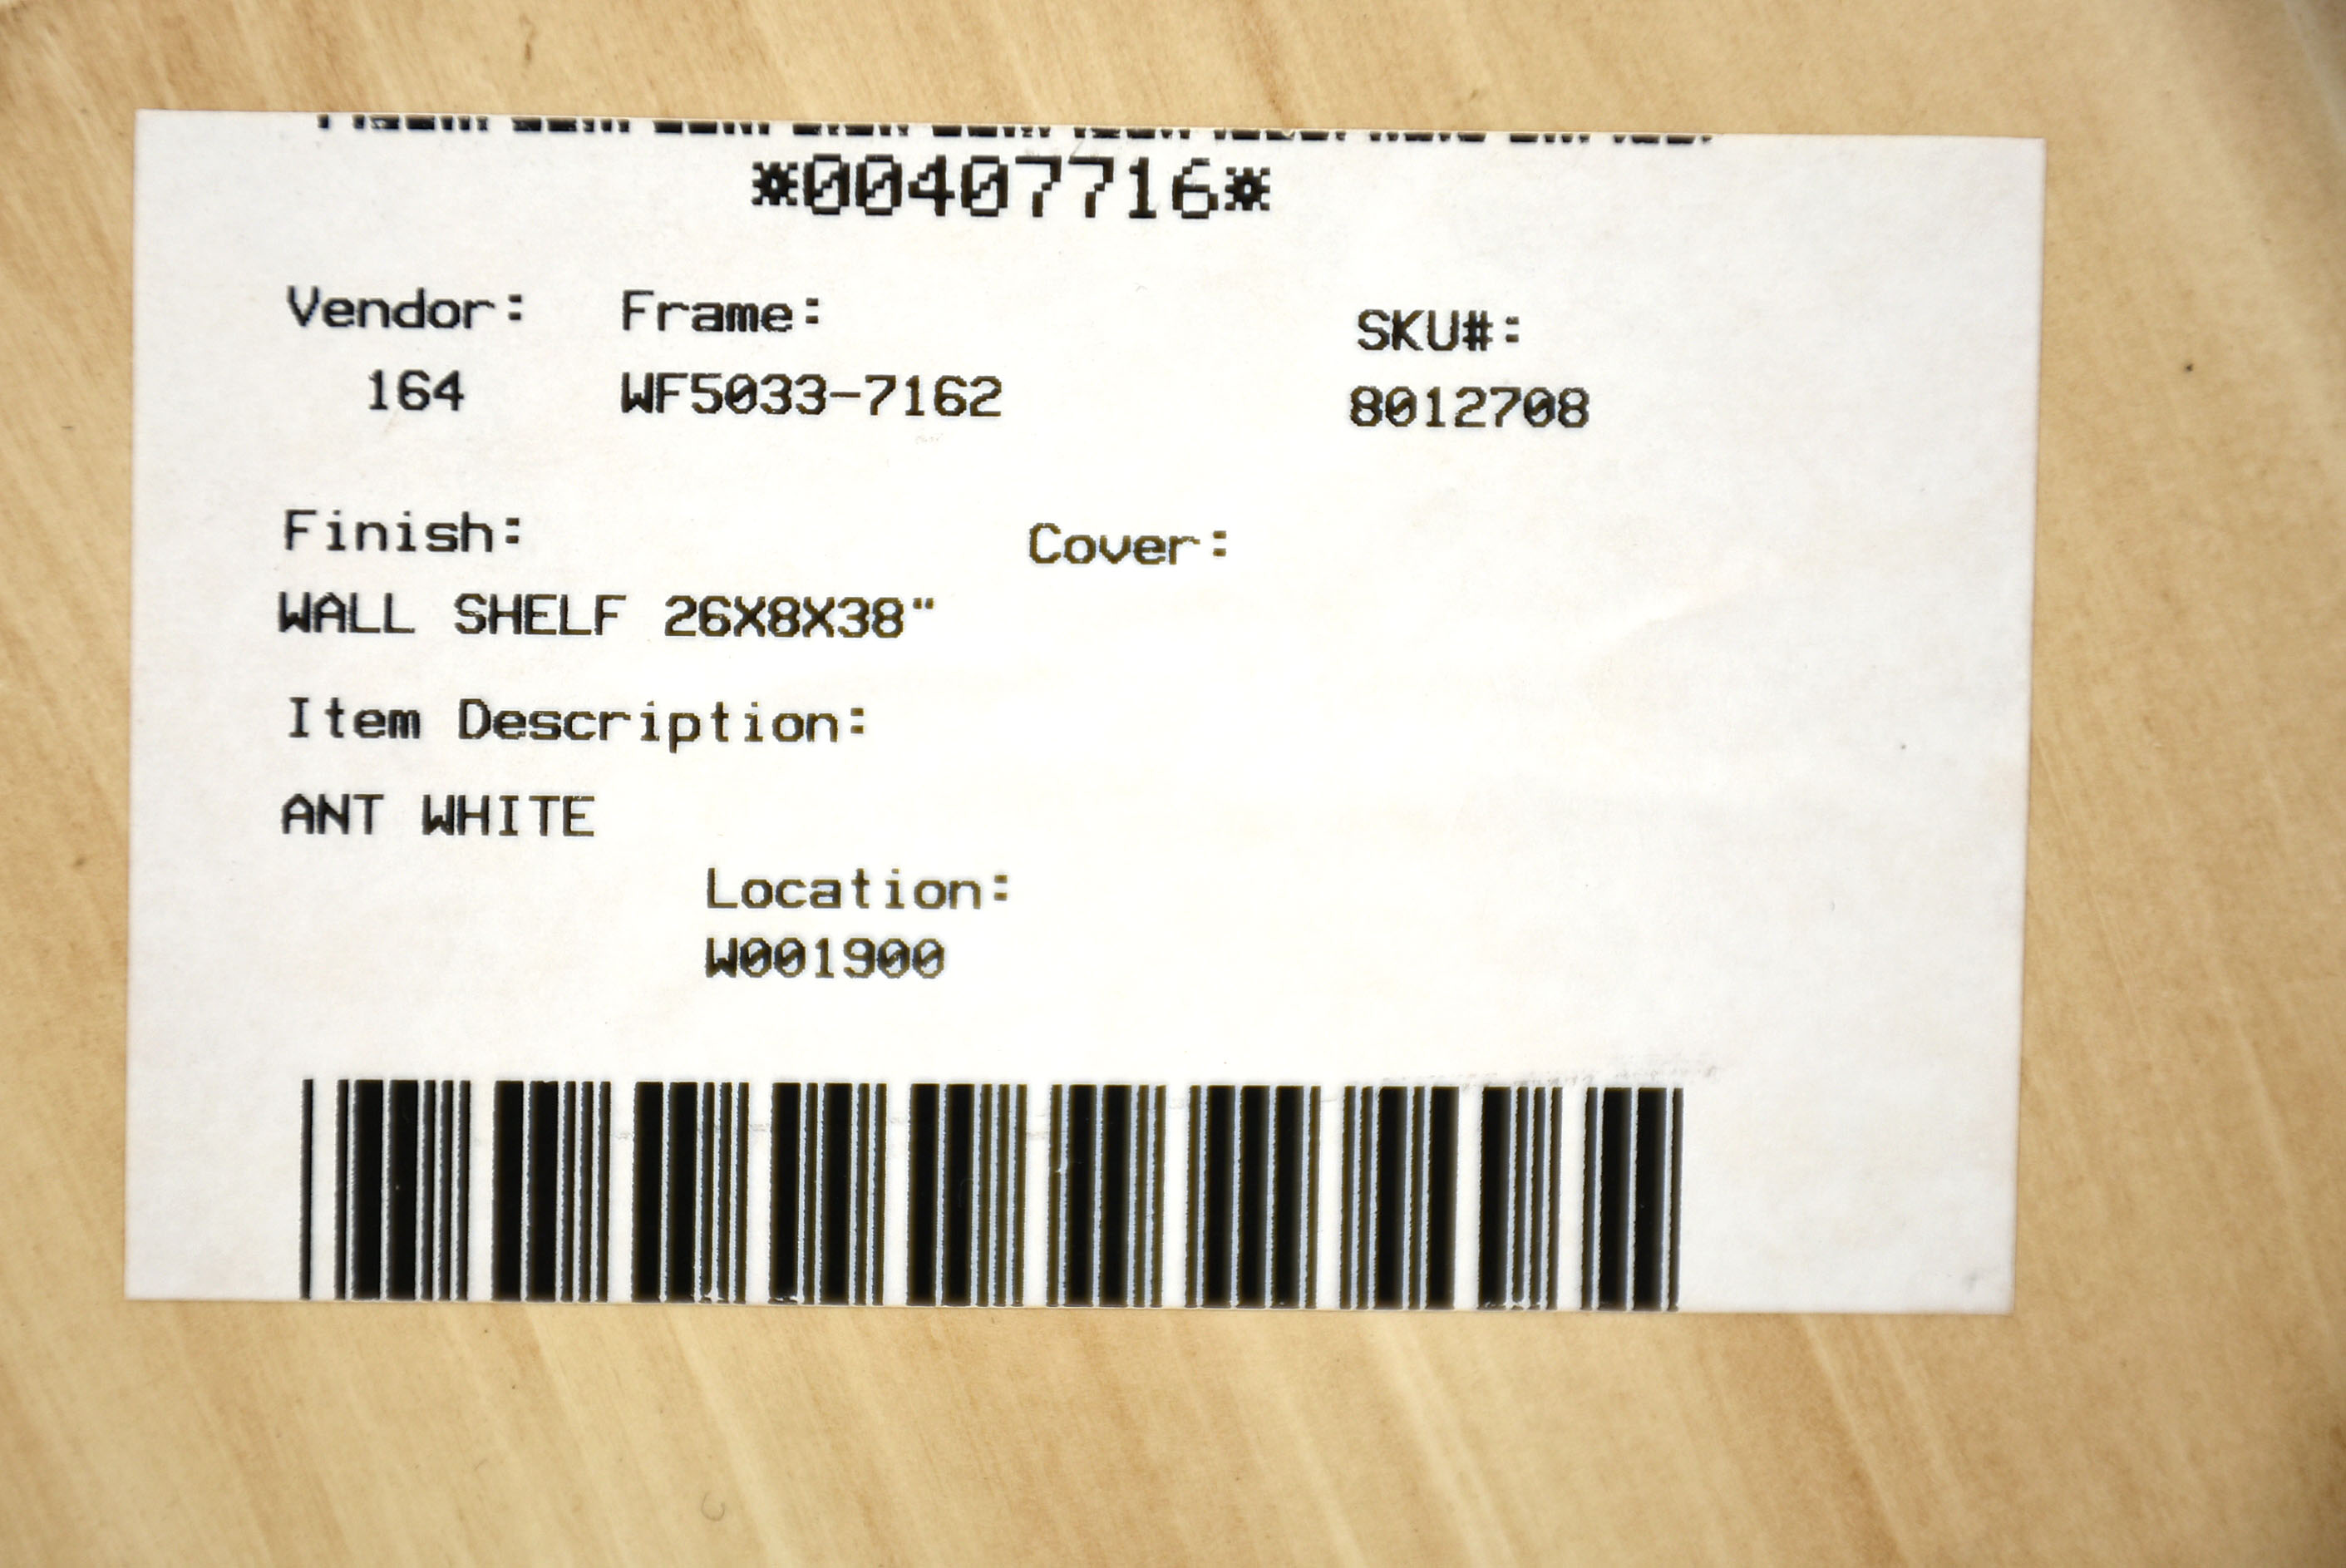 *00407716*
Vendor: Frame: SKU#:
164 WF5033-7162 8012708
Finish: Cover:
WALL SHELF 26X8X38"
Item Description:
ANT WHITE
Location:
W001900